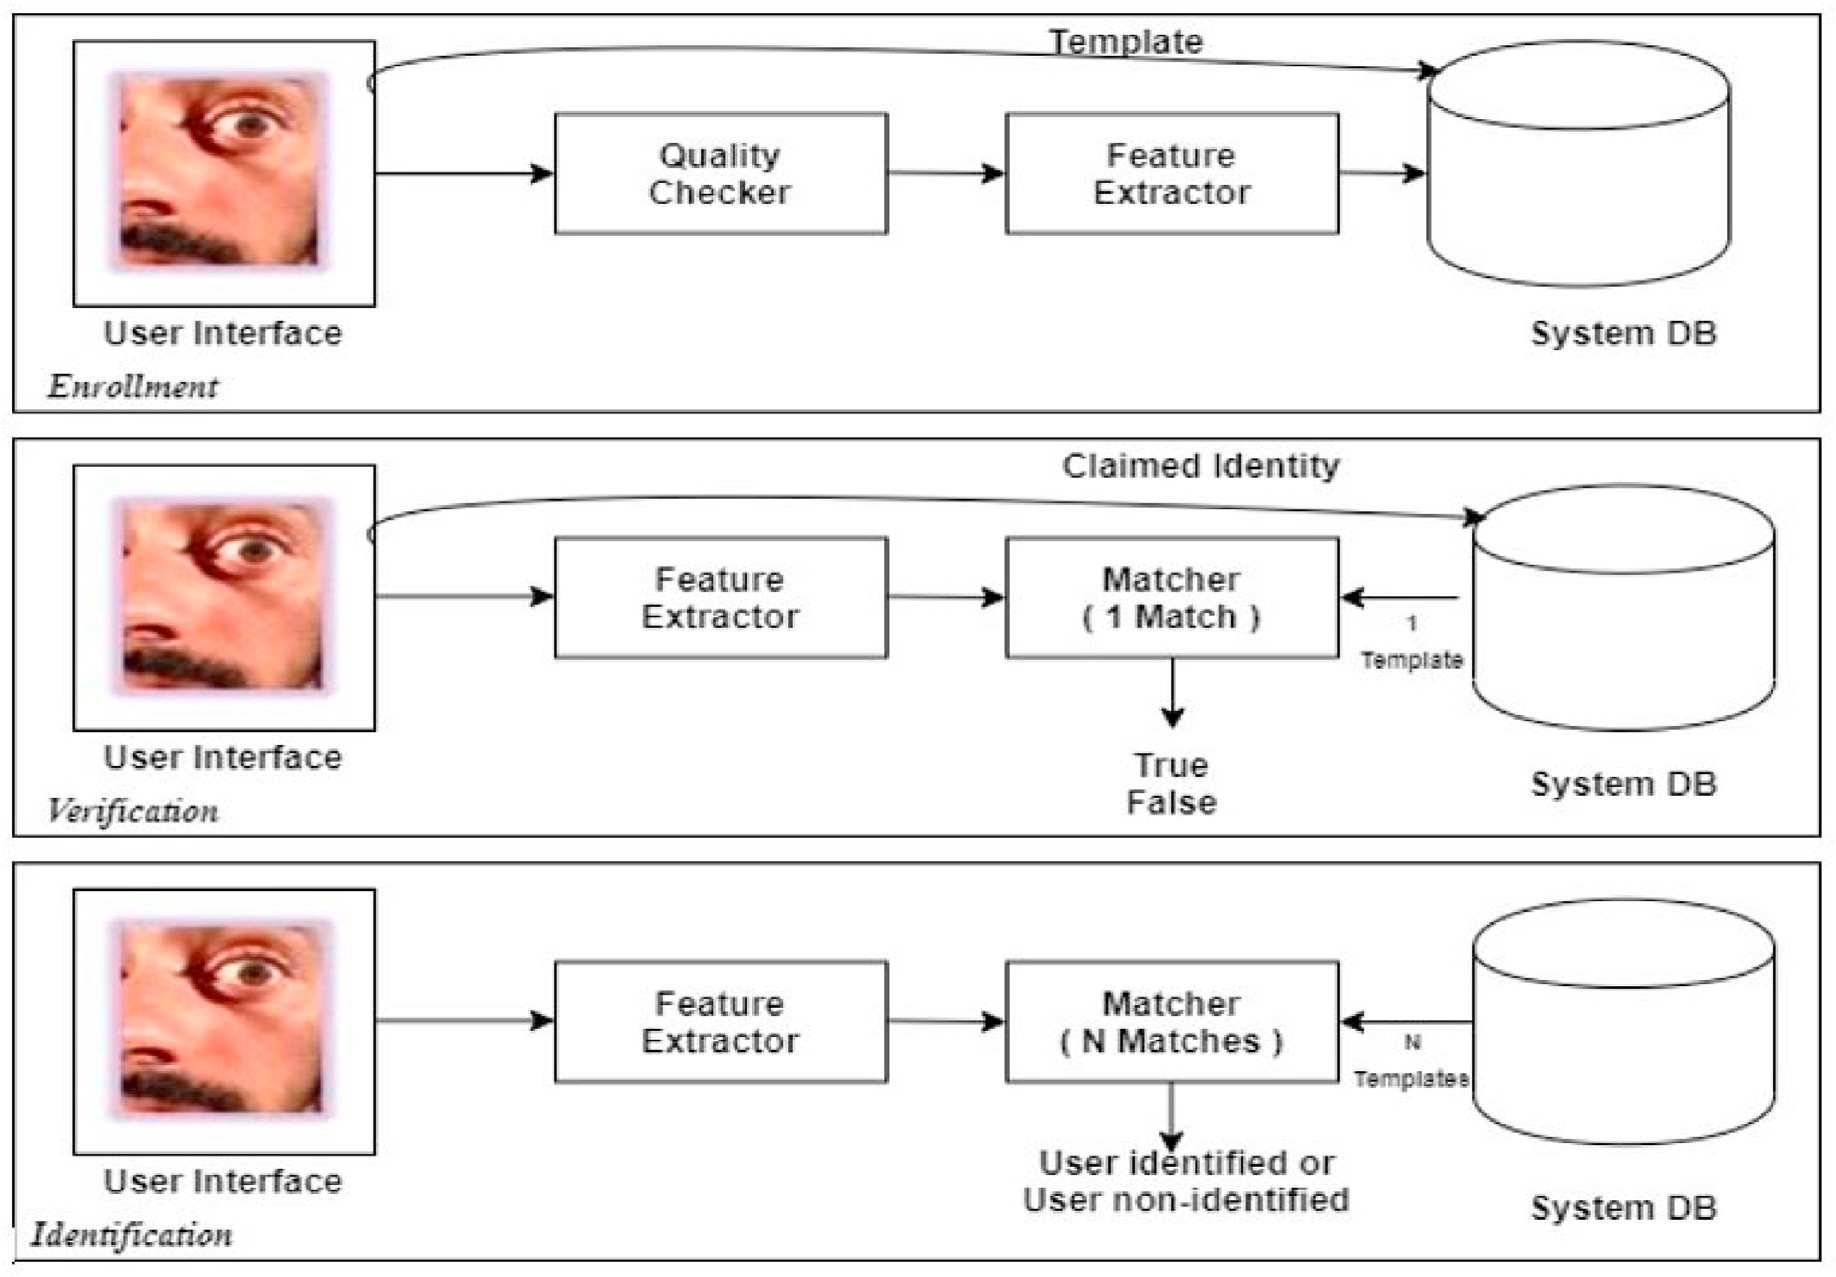 Template
Quality
Checker
Feature
Extractor
User Interface
System DB
Enrollment
Claimed Identity
Feature
Extractor
Matcher
( 1 Match )
1
Template
True
False
User Interface
System DB
Verification
Feature
Extractor
Matcher
( N Matches )
N
Templates
User identified or
User non-identified
User Interface
System DB
Identification